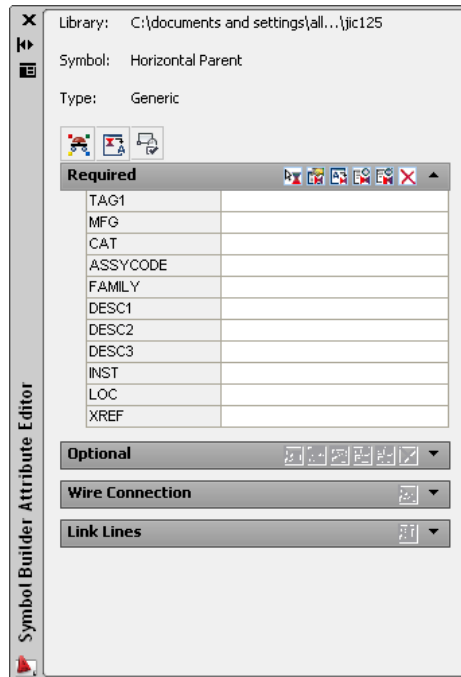 Library: C:\documents and settings\all...\jic125
Symbol: Horizontal Parent
Type: Generic
Required
TAG1
MFG
CAT
ASSYCODE
FAMILY
DESC1
DESC2
DESC3
INST
LOC
XREF
Optional
Wire Connection
Link Lines
Symbol Builder Attribute Editor